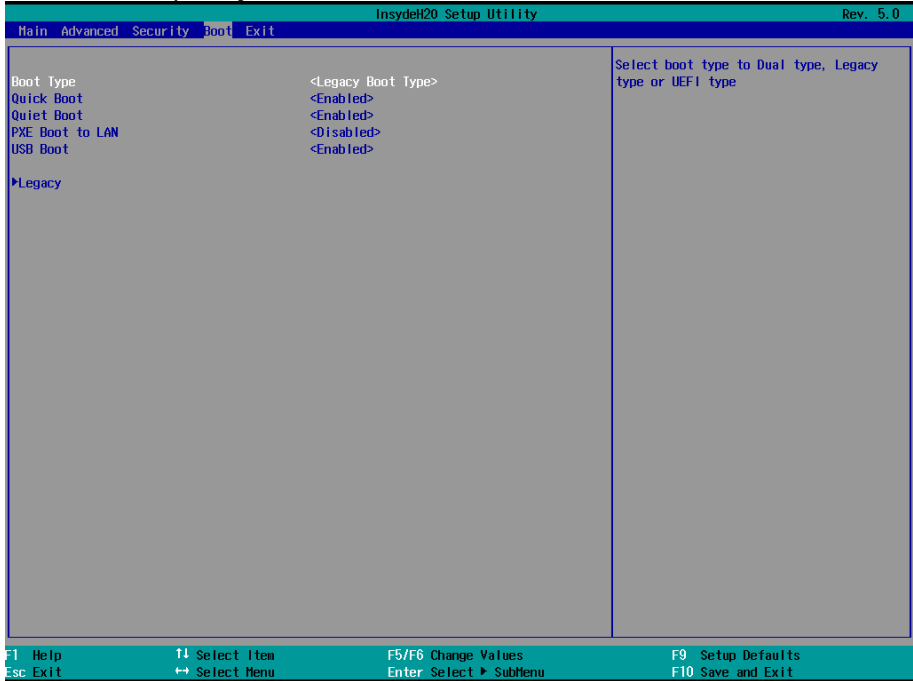 InsydeH2O Setup Utility Rev. 5.0
Main Advanced Security Boot Exit
Boot Type <Legacy Boot Type>
Quick Boot <Enabled>
Quiet Boot <Enabled>
PXE Boot to LAN <Disabled>
USB Boot <Enabled>
▶Legacy
Select boot type to Dual type, Legacy
type or UEFI type
F1 Help ↑↓ Select Item F5/F6 Change Values F9 Setup Defaults
Esc Exit ↔ Select Menu Enter Select ▶ SubMenu F10 Save and Exit